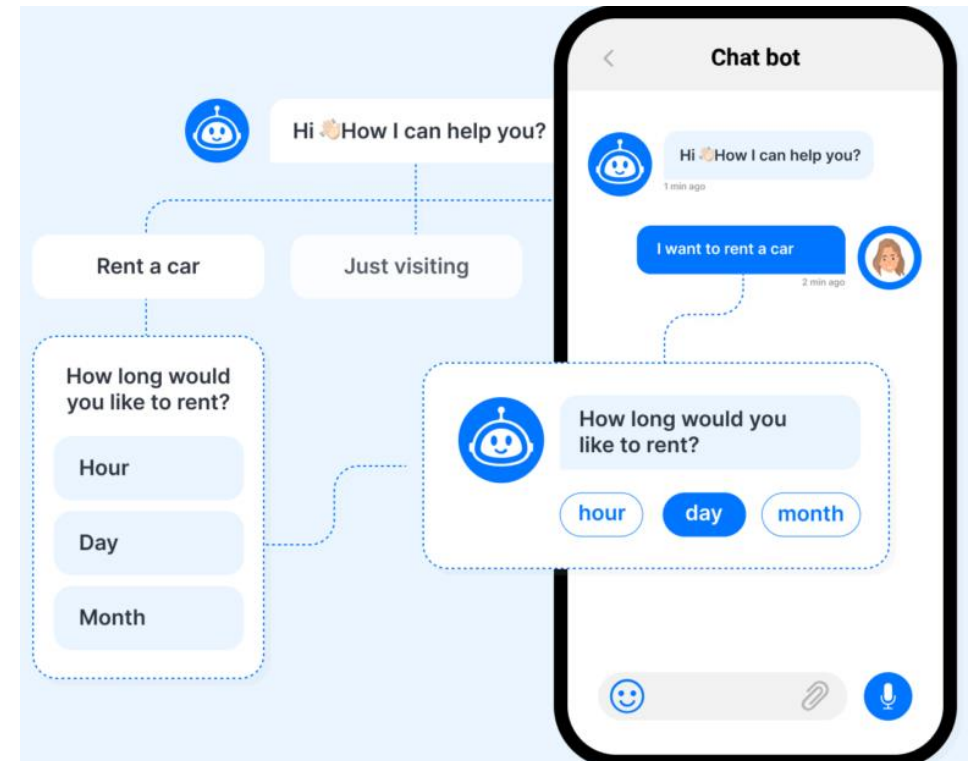 Hi 👋🏻How I can help you?
Rent a car
Just visiting
How long would
you like to rent?
Hour
Day
Month
Chat bot
Hi 👋🏻How I can help you?
1 min ago
I want to rent a car
2 min ago
How long would you
like to rent?
hour
day
month